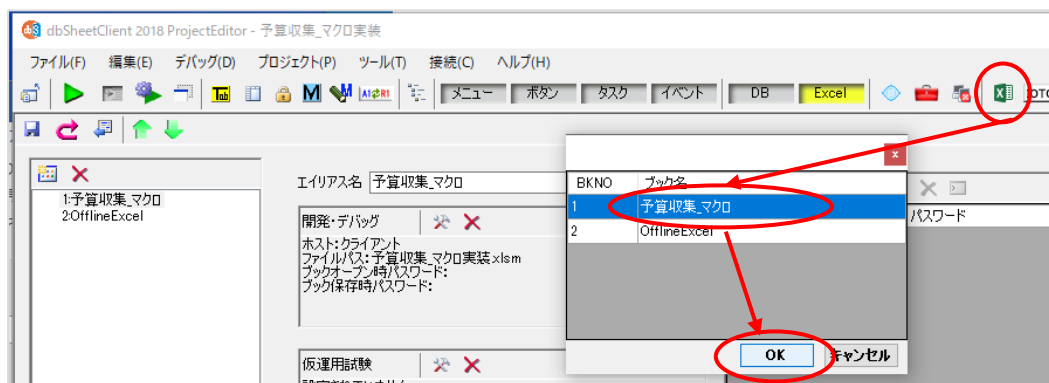 dbSheetClient 2018 ProjectEditor - 予算収集_マクロ実装
ファイル(F) 編集(E) デバッグ(D) プロジェクト(P) ツール(T) 接続(C) ヘルプ(H)
Tab M A1⇄R1 メニュー ボタン タスク イベント DB Excel
1:予算収集_マクロ
2:OfflineExcel
エイリアス名 予算収集_マクロ
開発・デバッグ
ホスト:クライアント
ファイルパス:予算収集_マクロ実装.xlsm
ブックオープン時パスワード:
ブック保存時パスワード:
仮運用試験
BKNO ブック名
1 予算収集_マクロ
2 OfflineExcel
OK キャンセル
パスワード